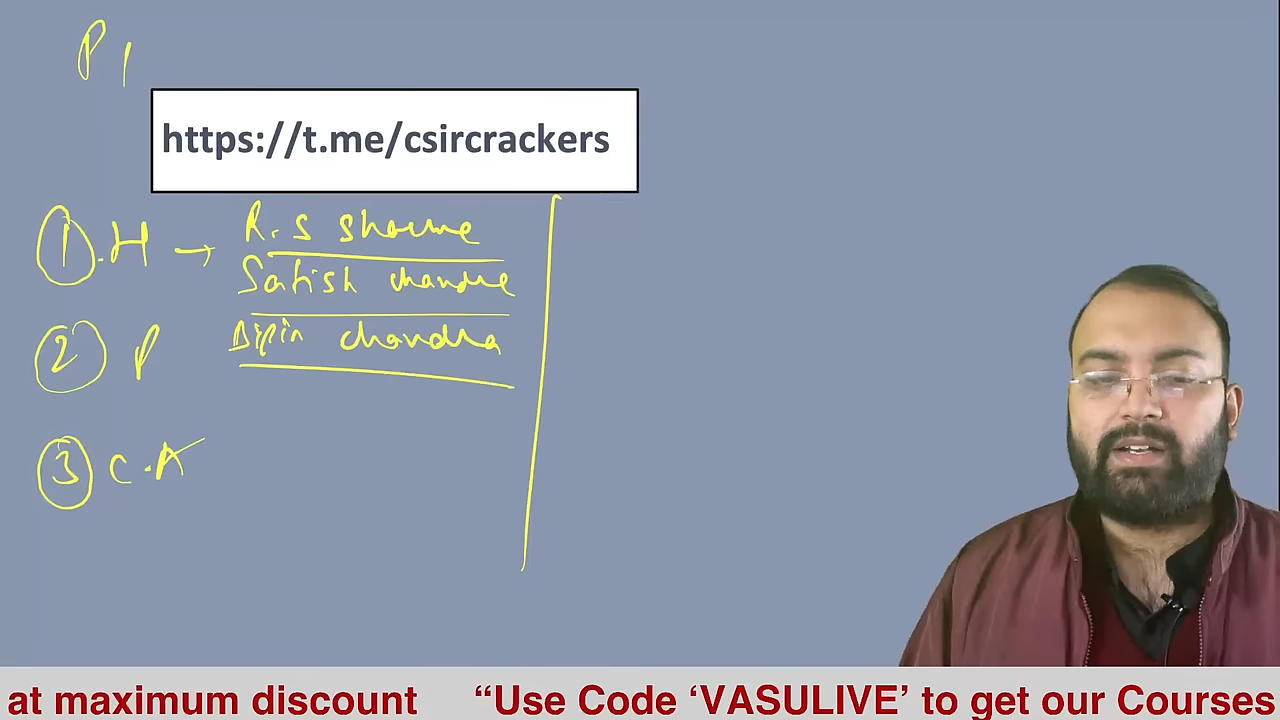 P 1
https://t.me/csircrackers
1 . H → R. S Sharma
Satish chandra
Bipin chandra
2 P
3 C.A
at maximum discount “Use Code ‘VASULIVE’ to get our Courses